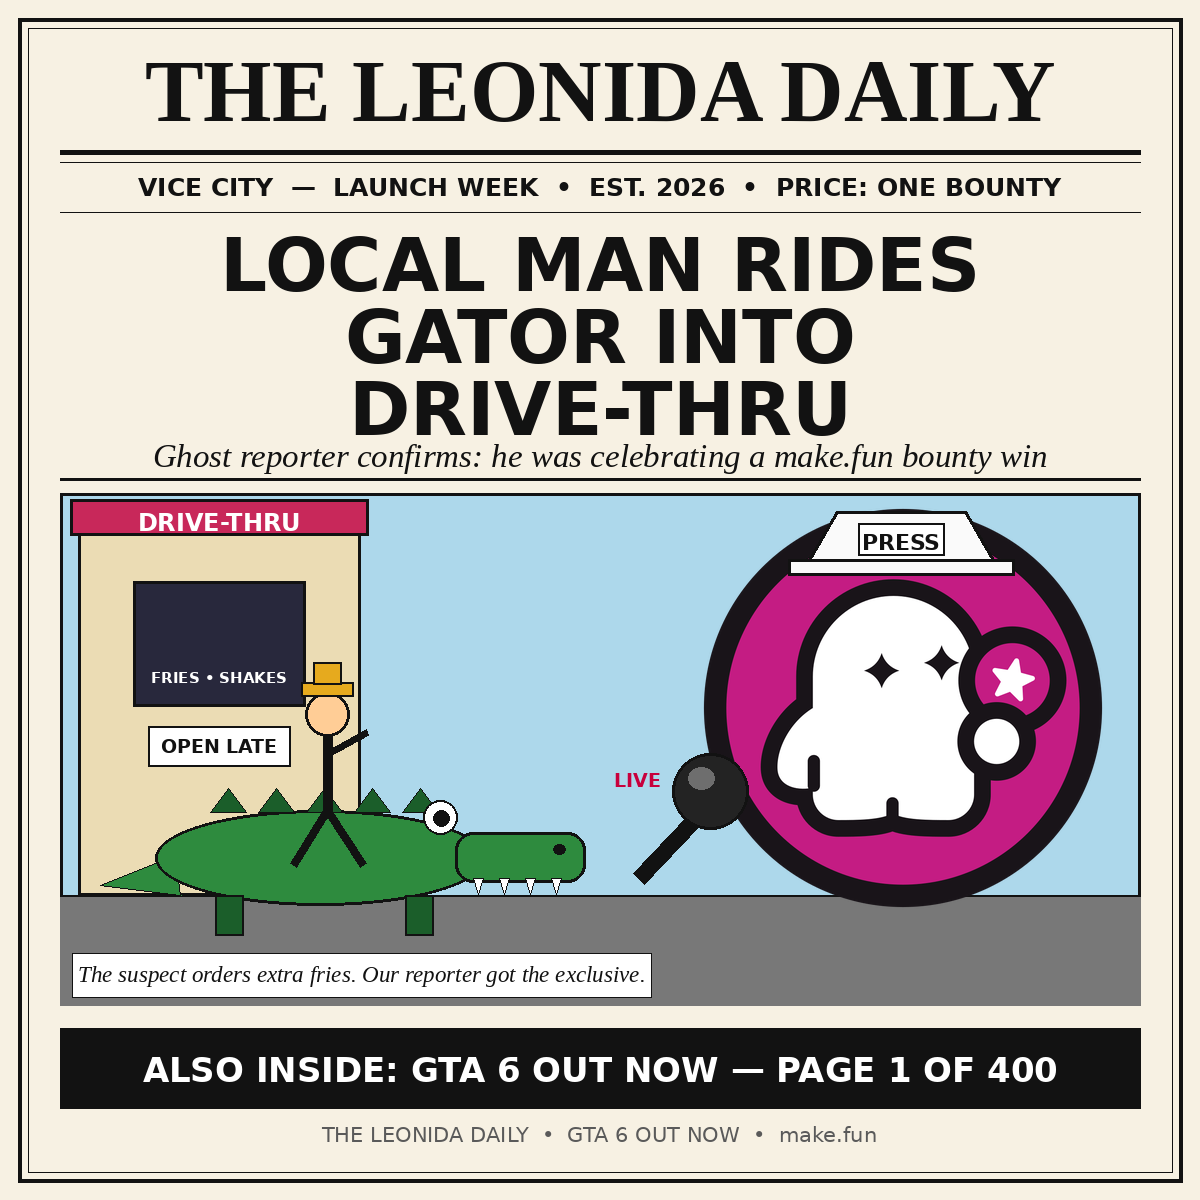 THE LEONIDA DAILY
VICE CITY — LAUNCH WEEK • EST. 2026 • PRICE: ONE BOUNTY
LOCAL MAN RIDES
GATOR INTO
DRIVE-THRU
Ghost reporter confirms: he was celebrating a make.fun bounty win
DRIVE-THRU
PRESS
FRIES • SHAKES
OPEN LATE
LIVE
The suspect orders extra fries. Our reporter got the exclusive.
ALSO INSIDE: GTA 6 OUT NOW — PAGE 1 OF 400
THE LEONIDA DAILY • GTA 6 OUT NOW • make.fun